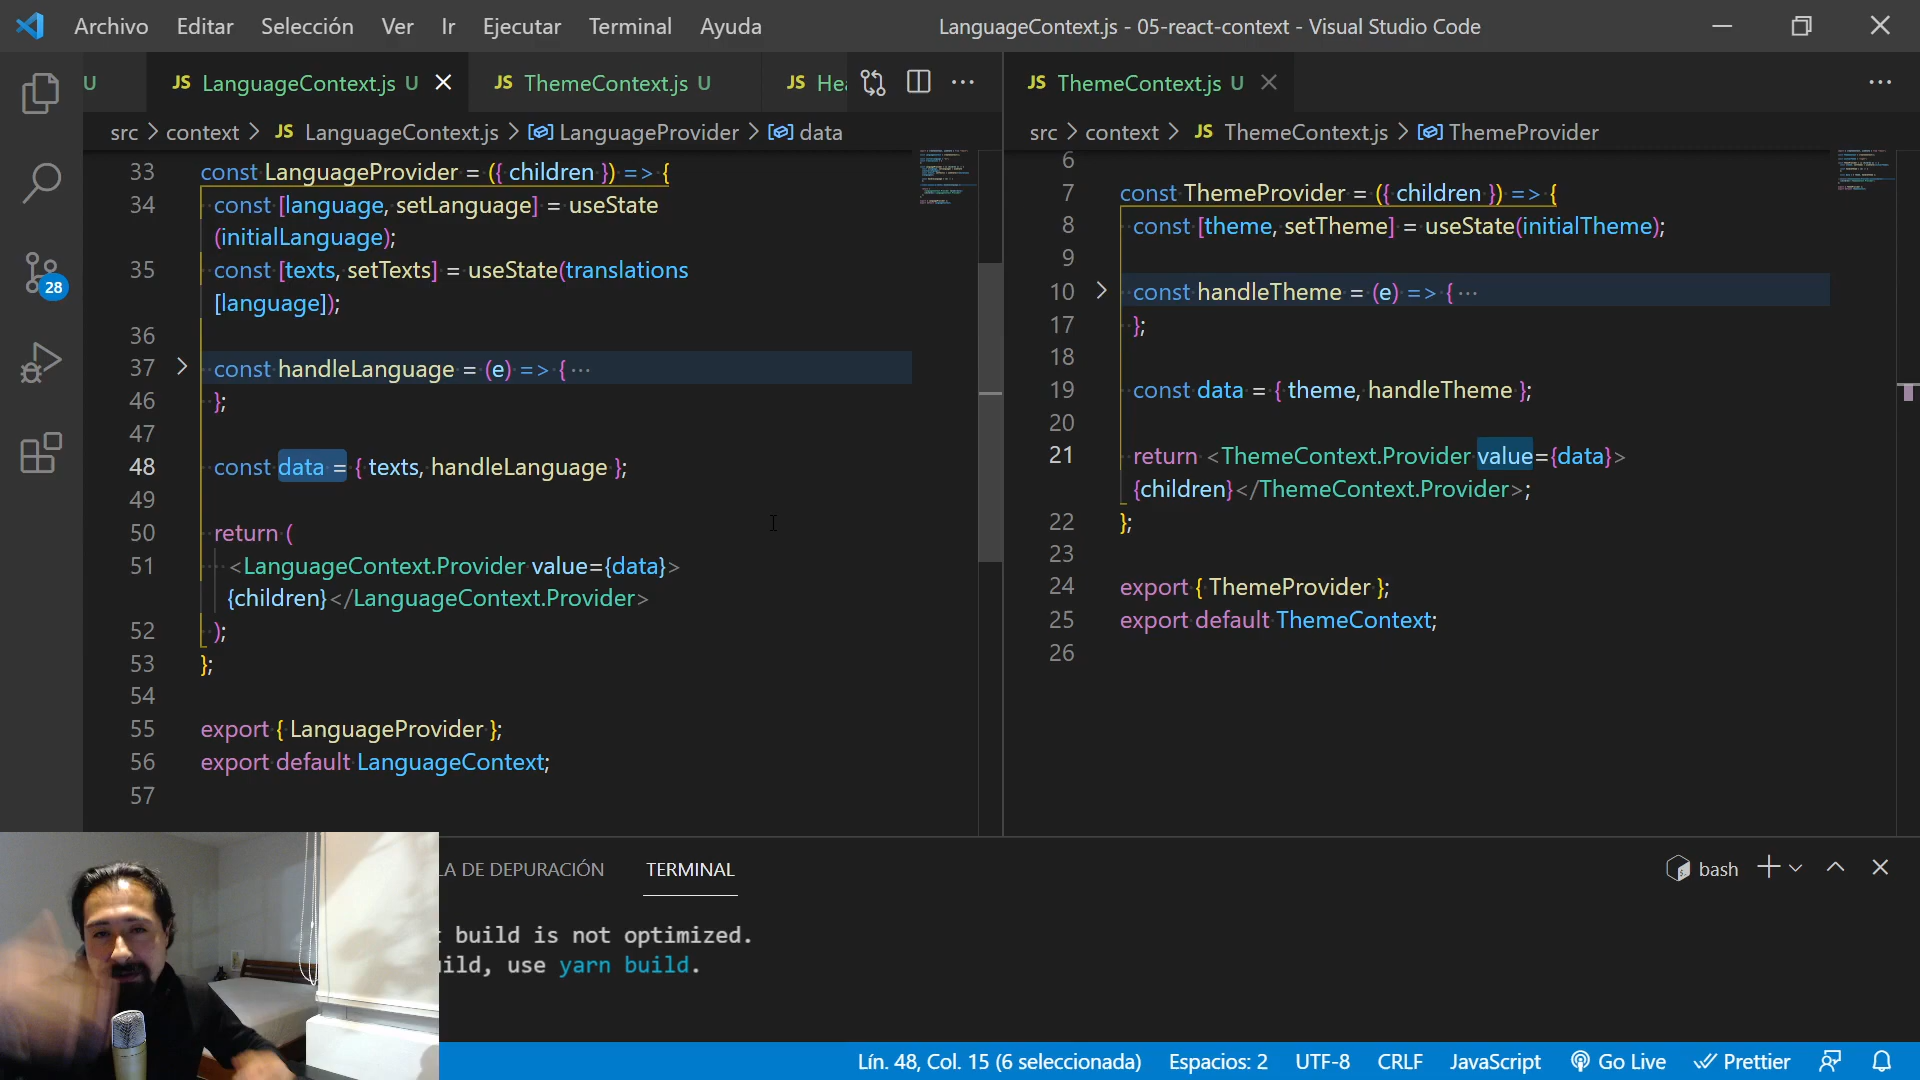 Archivo Editar Selección Ver Ir Ejecutar Terminal Ayuda LanguageContext.js - 05-react-context - Visual Studio Code
U JS LanguageContext.js U JS ThemeContext.js U JS Hea
JS ThemeContext.js U
src > context > JS LanguageContext.js > LanguageProvider > data
src > context > JS ThemeContext.js > ThemeProvider
33 const LanguageProvider = ({ children }) => {
34 const [language, setLanguage] = useState
(initialLanguage);
35 const [texts, setTexts] = useState(translations
[language]);
36
37 const handleLanguage = (e) => { ...
46 };
47
48 const data = { texts, handleLanguage };
49
50 return (
51 <LanguageContext.Provider value={data}>
{children}</LanguageContext.Provider>
52 );
53 };
54
55 export { LanguageProvider };
56 export default LanguageContext;
57
6
7 const ThemeProvider = ({ children }) => {
8 const [theme, setTheme] = useState(initialTheme);
9
10 const handleTheme = (e) => { ...
17 };
18
19 const data = { theme, handleTheme };
20
21 return <ThemeContext.Provider value={data}>
{children}</ThemeContext.Provider>;
22 };
23
24 export { ThemeProvider };
25 export default ThemeContext;
26
28
LA DE DEPURACIÓN TERMINAL bash
build is not optimized.
ild, use yarn build.
Lín. 48, Col. 15 (6 seleccionada) Espacios: 2 UTF-8 CRLF JavaScript Go Live Prettier